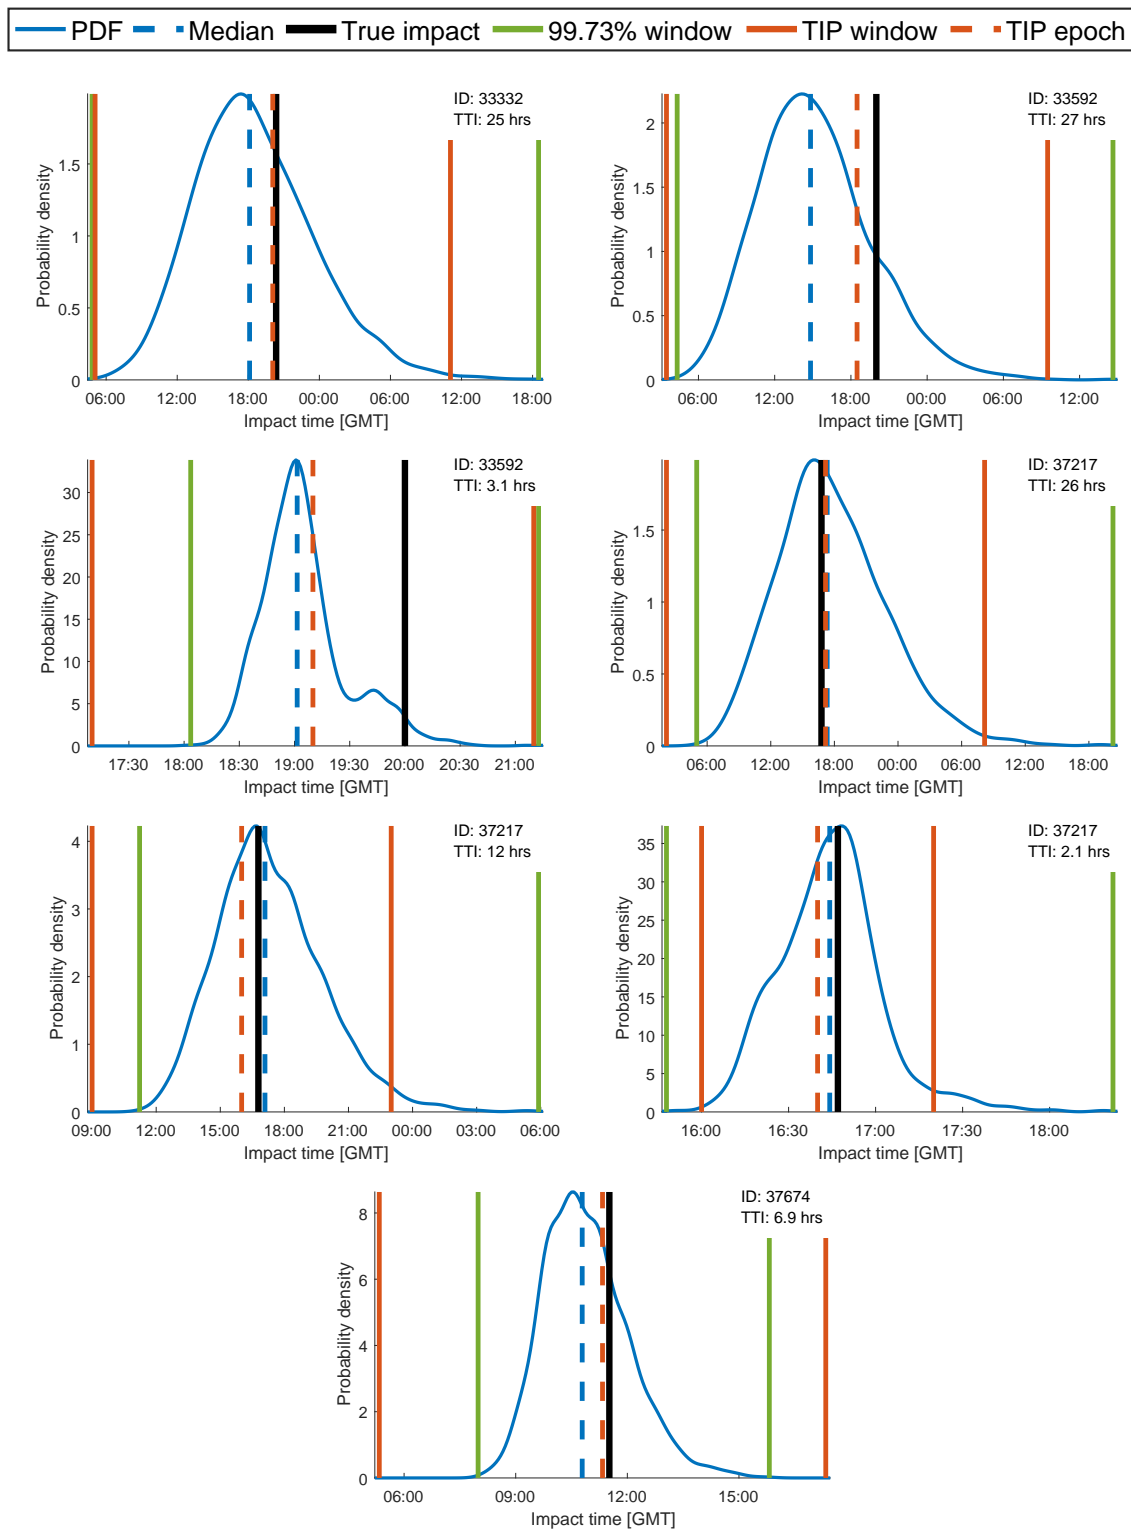 PDF Median True impact 99.73% window TIP window TIP epoch
ID: 33332
TTI: 25 hrs
Probability density
0 0.5 1 1.5
06:00 12:00 18:00 00:00 06:00 12:00 18:00
Impact time [GMT]
ID: 33592
TTI: 27 hrs
Probability density
0 0.5 1 1.5 2
06:00 12:00 18:00 00:00 06:00 12:00
Impact time [GMT]
ID: 33592
TTI: 3.1 hrs
Probability density
0 5 10 15 20 25 30
17:30 18:00 18:30 19:00 19:30 20:00 20:30 21:00
Impact time [GMT]
ID: 37217
TTI: 26 hrs
Probability density
0 0.5 1 1.5
06:00 12:00 18:00 00:00 06:00 12:00 18:00
Impact time [GMT]
ID: 37217
TTI: 12 hrs
Probability density
0 1 2 3 4
09:00 12:00 15:00 18:00 21:00 00:00 03:00 06:00
Impact time [GMT]
ID: 37217
TTI: 2.1 hrs
Probability density
0 5 10 15 20 25 30 35
16:00 16:30 17:00 17:30 18:00
Impact time [GMT]
ID: 37674
TTI: 6.9 hrs
Probability density
0 2 4 6 8
06:00 09:00 12:00 15:00
Impact time [GMT]